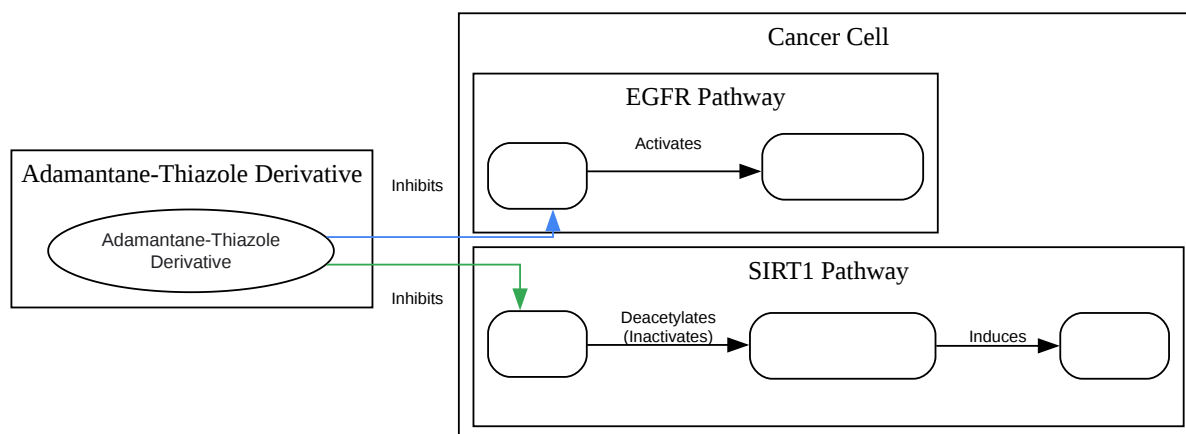 Cancer Cell
EGFR Pathway
Activates
Adamantane-Thiazole Derivative
Inhibits
Adamantane-Thiazole
Derivative
SIRT1 Pathway
Inhibits
Deacetylates
(Inactivates)
Induces